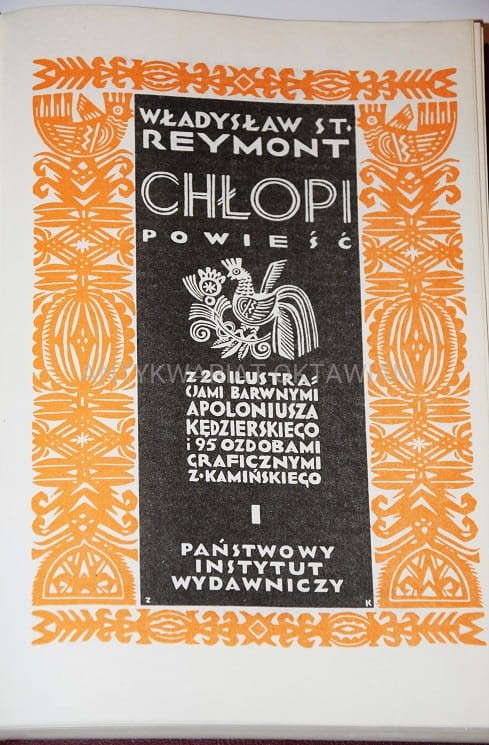 WŁADYSŁAW ST.
REYMONT
CHŁOPI
POWIEŚĆ
Z 20 ILUSTRA=
CJAMI BARWNYMI
APOLONIUSZA
KĘDZIERSKIEGO
i 95 OZDOBAMI
GRAFICZNYMI
Z•KAMIŃSKIEGO
I
PAŃSTWOWY
INSTYTUT
WYDAWNICZY
Z K